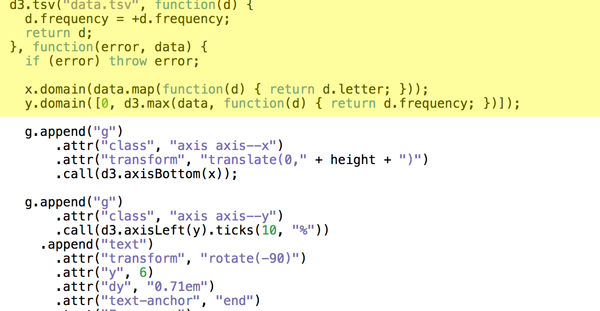 d3.tsv("data.tsv", function(d) {
  d.frequency = +d.frequency;
  return d;
}, function(error, data) {
  if (error) throw error;

  x.domain(data.map(function(d) { return d.letter; }));
  y.domain([0, d3.max(data, function(d) { return d.frequency; })]);

  g.append("g")
      .attr("class", "axis axis--x")
      .attr("transform", "translate(0," + height + ")")
      .call(d3.axisBottom(x));

  g.append("g")
      .attr("class", "axis axis--y")
      .call(d3.axisLeft(y).ticks(10, "%"))
    .append("text")
      .attr("transform", "rotate(-90)")
      .attr("y", 6)
      .attr("dy", "0.71em")
      .attr("text-anchor", "end")